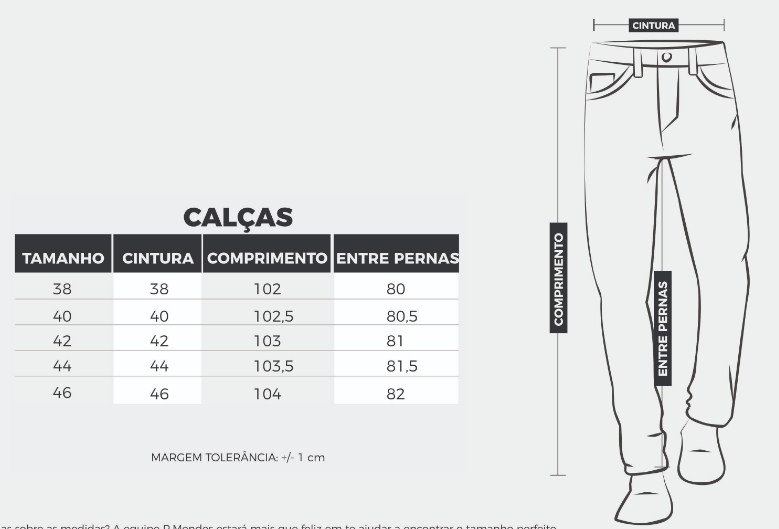 CINTURA
CALÇAS
TAMANHO CINTURA COMPRIMENTO ENTRE PERNAS
38 38 102 80
40 40 102,5 80,5
42 42 103 81
44 44 103,5 81,5
46 46 104 82
COMPRIMENTO
ENTRE PERNAS
MARGEM TOLERÂNCIA: +/- 1 cm
as sobre as medidas? A equipe P Mendes estará mais que feliz em te ajudar a encontrar o tamanho perfeito